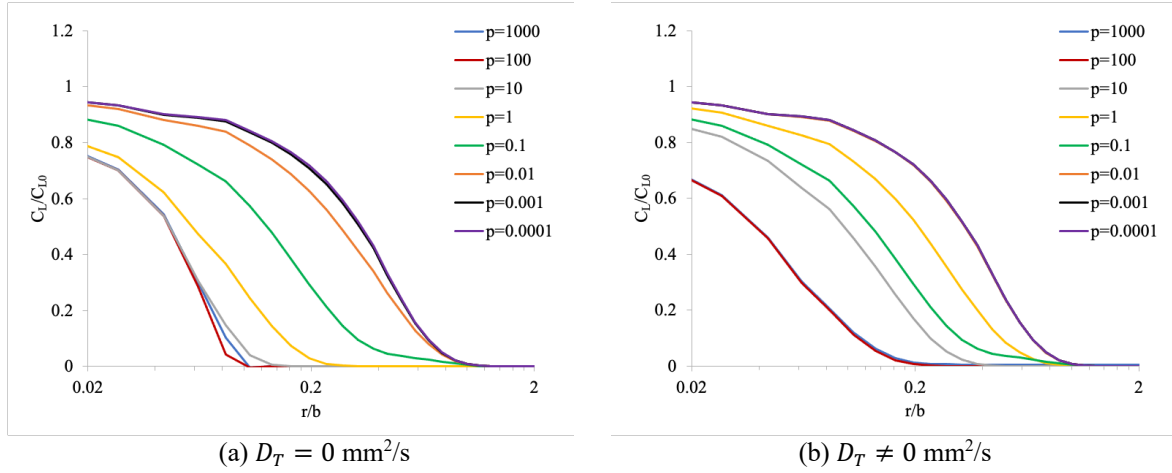 1.2
1
0.8
0.6
0.4
0.2
0
C_L/C_L0
0.02
0.2
2
r/b
p=1000
p=100
p=10
p=1
p=0.1
p=0.01
p=0.001
p=0.0001
(a) D_T = 0 mm²/s
1.2
1
0.8
0.6
0.4
0.2
0
C_L/C_L0
0.02
0.2
2
r/b
p=1000
p=100
p=10
p=1
p=0.1
p=0.01
p=0.001
p=0.0001
(b) D_T ≠ 0 mm²/s